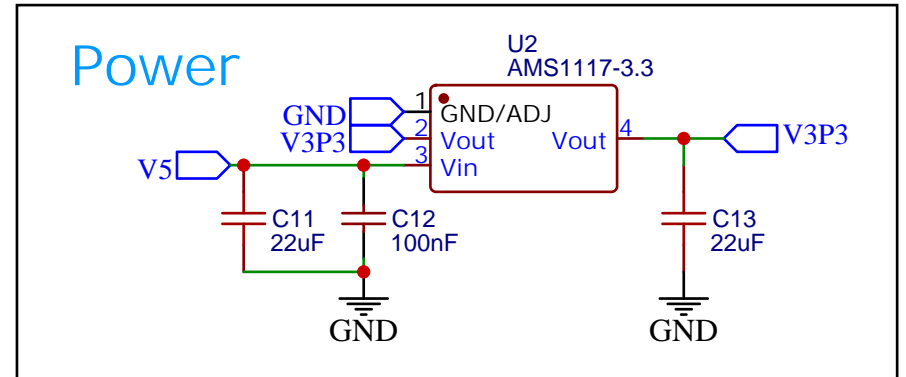 Power
U2
AMS1117-3.3
GND
1
GND/ADJ
V3P3
2
Vout
Vout
4
V3P3
V5
3
Vin
C11
22uF
C12
100nF
C13
22uF
GND
GND